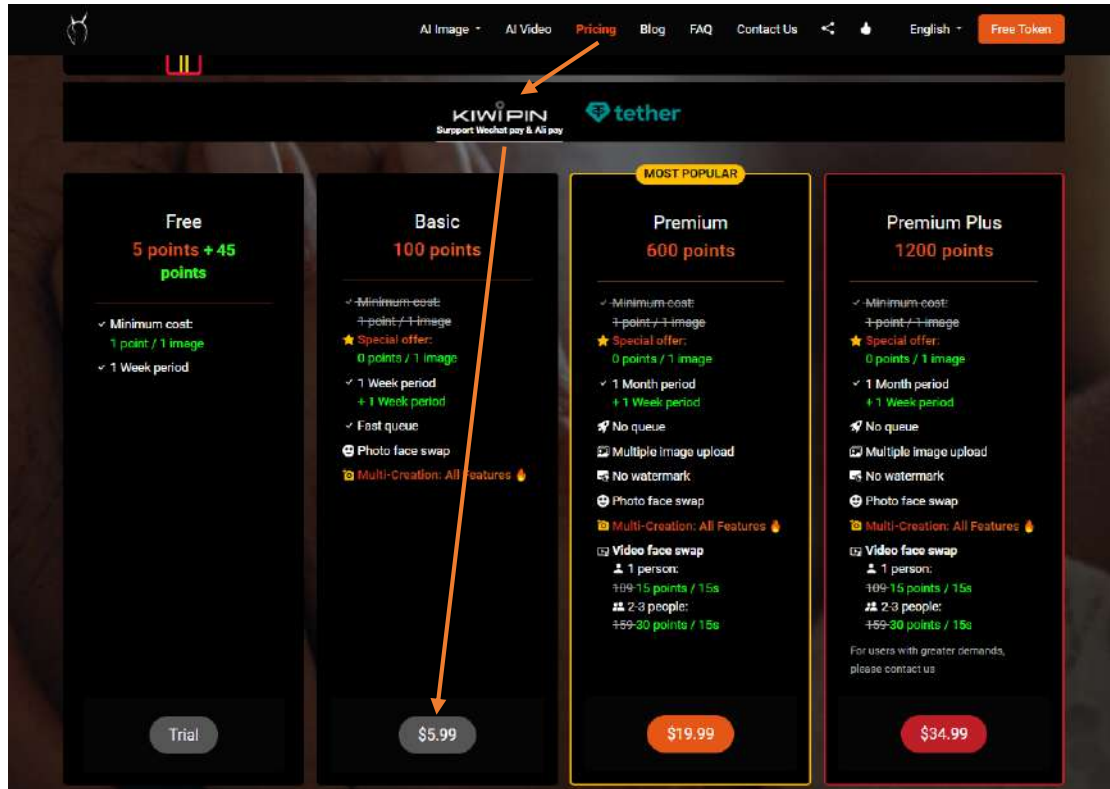 AI Image
AI Video
Pricing
Blog
FAQ
Contact Us
English
Free Token
KIWIPIN
Surpport Wechat pay & Ali pay
tether
Free
5 points + 45
points
Minimum cost:
1 point / 1 image
1 Week period
Trial
Basic
100 points
Minimum cost:
1 point / 1 image
Special offer:
0 points / 1 image
1 Week period
+ 1 Week period
Fast queue
Photo face swap
Multi-Creation: All Features
$5.99
MOST POPULAR
Premium
600 points
Minimum cost:
1 point / 1 image
Special offer:
0 points / 1 image
1 Month period
+ 1 Week period
No queue
Multiple image upload
No watermark
Photo face swap
Multi-Creation: All Features
Video face swap
1 person:
109 15 points / 15s
2-3 people:
159 30 points / 15s
$19.99
Premium Plus
1200 points
Minimum cost:
1 point / 1 image
Special offer:
0 points / 1 image
1 Month period
+ 1 Week period
No queue
Multiple image upload
No watermark
Photo face swap
Multi-Creation: All Features
Video face swap
1 person:
109 15 points / 15s
2-3 people:
159 30 points / 15s
For users with greater demands,
please contact us
$34.99